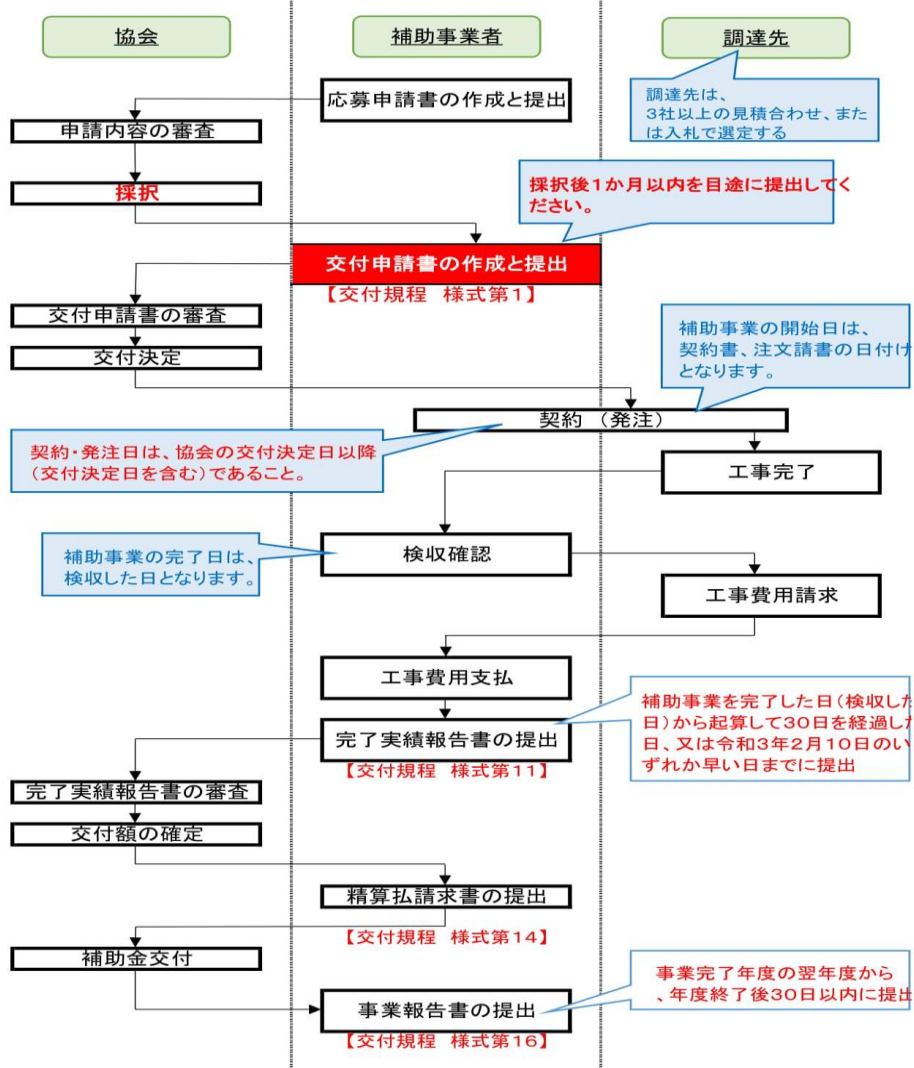 協会
補助事業者
調達先
応募申請書の作成と提出
調達先は、
3社以上の見積合わせ、また
は入札で選定する
申請内容の審査
採択
採択後1か月以内を目途に提出してく
ださい。
交付申請書の作成と提出
【交付規程 様式第1】
交付申請書の審査
補助事業の開始日は、
契約書、注文請書の日付け
となります。
交付決定
契約 （発注）
契約・発注日は、協会の交付決定日以降
(交付決定日を含む)であること。
工事完了
検収確認
補助事業の完了日は、
検収した日となります。
工事費用請求
工事費用支払
補助事業を完了した日(検収した
日)から起算して30日を経過した
日、又は令和3年2月10日のい
ずれか早い日までに提出
完了実績報告書の提出
【交付規程 様式第11】
完了実績報告書の審査
交付額の確定
精算払請求書の提出
【交付規程 様式第14】
補助金交付
事業完了年度の翌年度から
、年度終了後30日以内に提出
事業報告書の提出
【交付規程 様式第16】